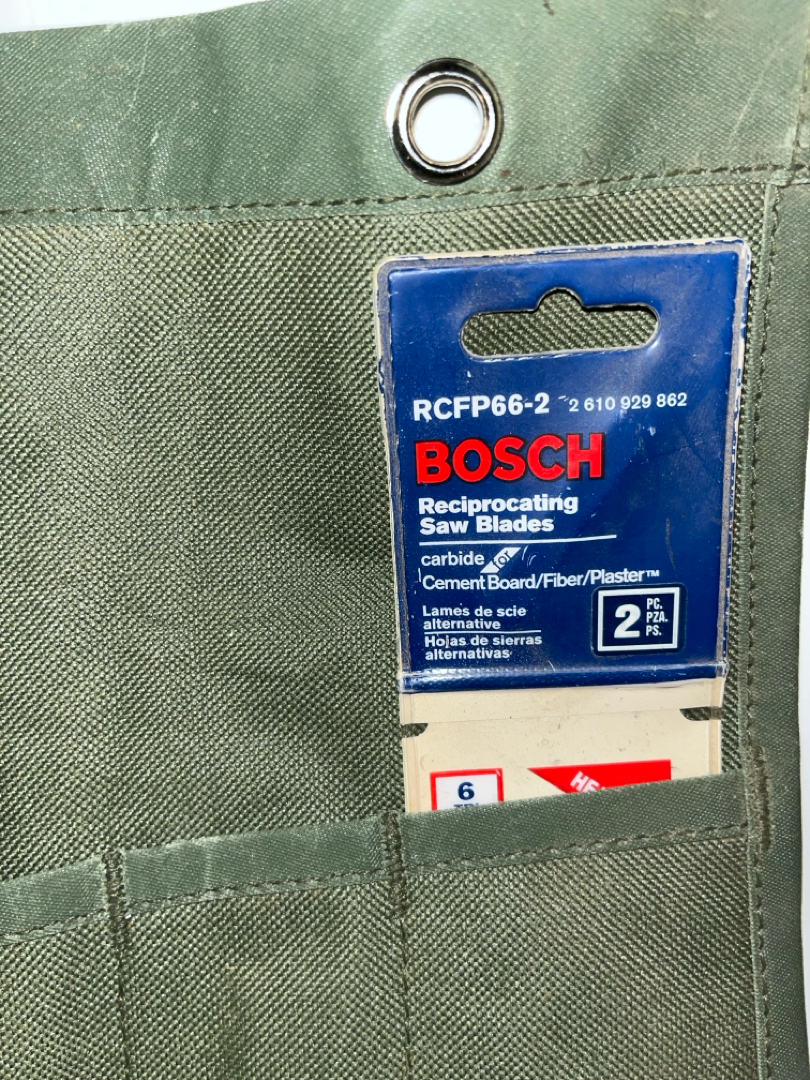 RCFP66-2 2 610 929 862
BOSCH
Reciprocating
Saw Blades
carbide
Cement Board/Fiber/Plaster™
Lames de scie
alternative
Hojas de sierras
alternativas
2 PC.
PZA.
PS.
6